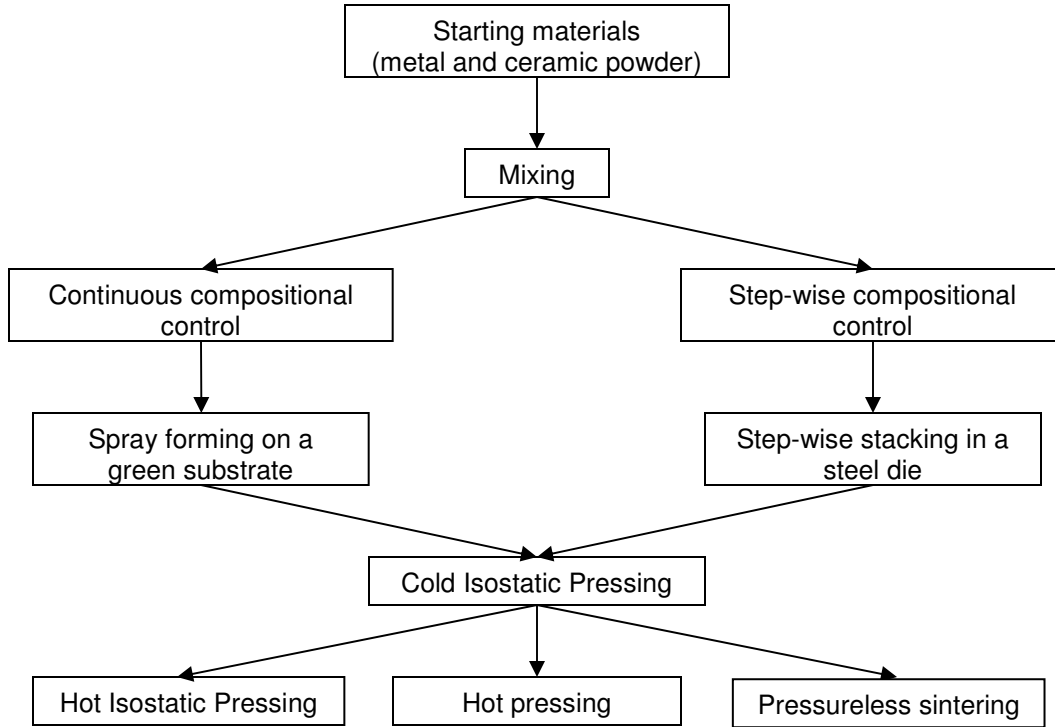 Starting materials
(metal and ceramic powder)
Mixing
Continuous compositional
control
Step-wise compositional
control
Spray forming on a
green substrate
Step-wise stacking in a
steel die
Cold Isostatic Pressing
Hot Isostatic Pressing
Hot pressing
Pressureless sintering